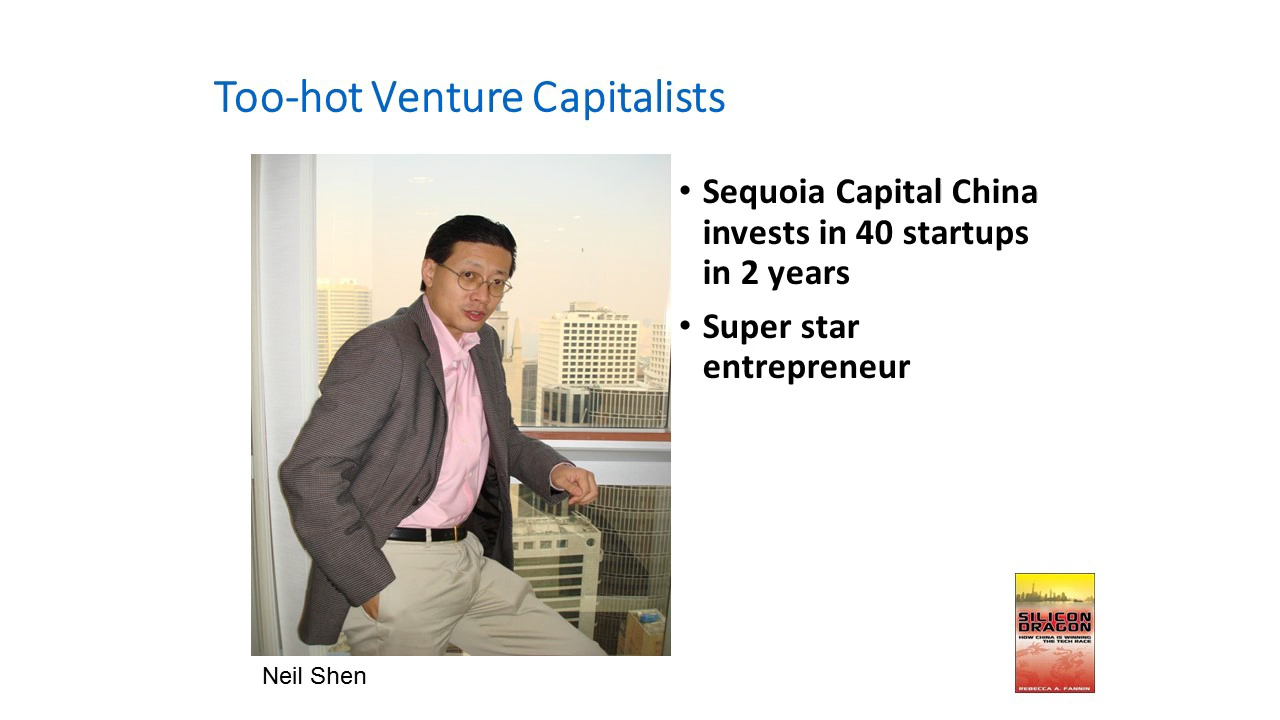 Too-hot Venture Capitalists
• Sequoia Capital China
invests in 40 startups
in 2 years
• Super star
entrepreneur
Neil Shen
SILICON
DRAGON
HOW CHINA IS WINNING
THE TECH RACE
REBECCA A. FANNIN